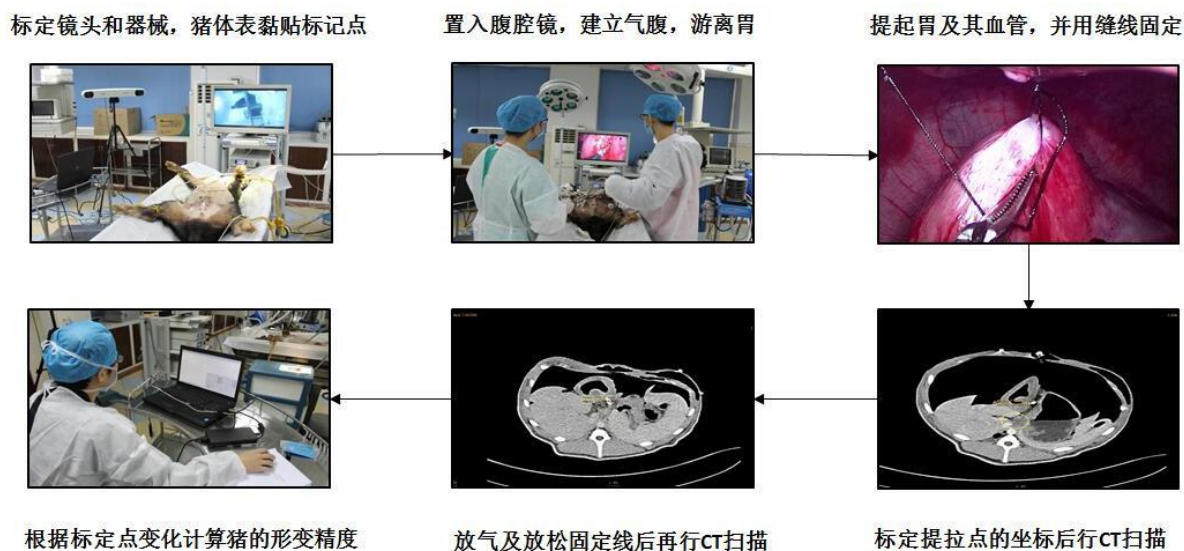 标定镜头和器械，猪体表黏贴标记点
置入腹腔镜，建立气腹，游离胃
提起胃及其血管，并用缝线固定
根据标定点变化计算猪的形变精度
放气及放松固定线后再行CT扫描
标定提拉点的坐标后行CT扫描